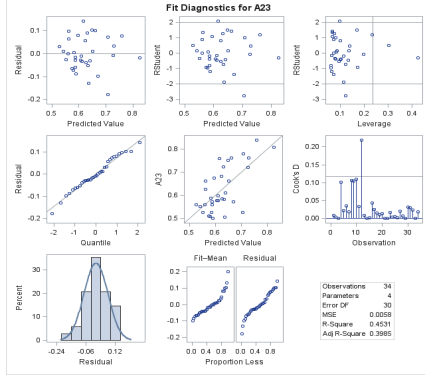 Fit Diagnostics for A23
Residual
0.1
0.0
-0.1
-0.2
0.5 0.6 0.7 0.8
Predicted Value
RStudent
2
1
0
-1
-2
-3
0.5 0.6 0.7 0.8
Predicted Value
RStudent
2
1
0
-1
-2
-3
0.1 0.2 0.3 0.4
Leverage
Residual
0.1
0.0
-0.1
-0.2
-2 -1 0 1 2
Quantile
A23
0.8
0.7
0.6
0.5
0.5 0.6 0.7 0.8
Predicted Value
Cook's D
0.20
0.15
0.10
0.05
0.00
0 10 20 30
Observation
Percent
30
20
10
0
-0.24 -0.06 0.12
Residual
Fit–Mean Residual
0.2
0.1
0.0
-0.1
-0.2
0.0 0.4 0.8 0.0 0.4 0.8
Proportion Less
Observations 34
Parameters 4
Error DF 30
MSE 0.0058
R-Square 0.4531
Adj R-Square 0.3985